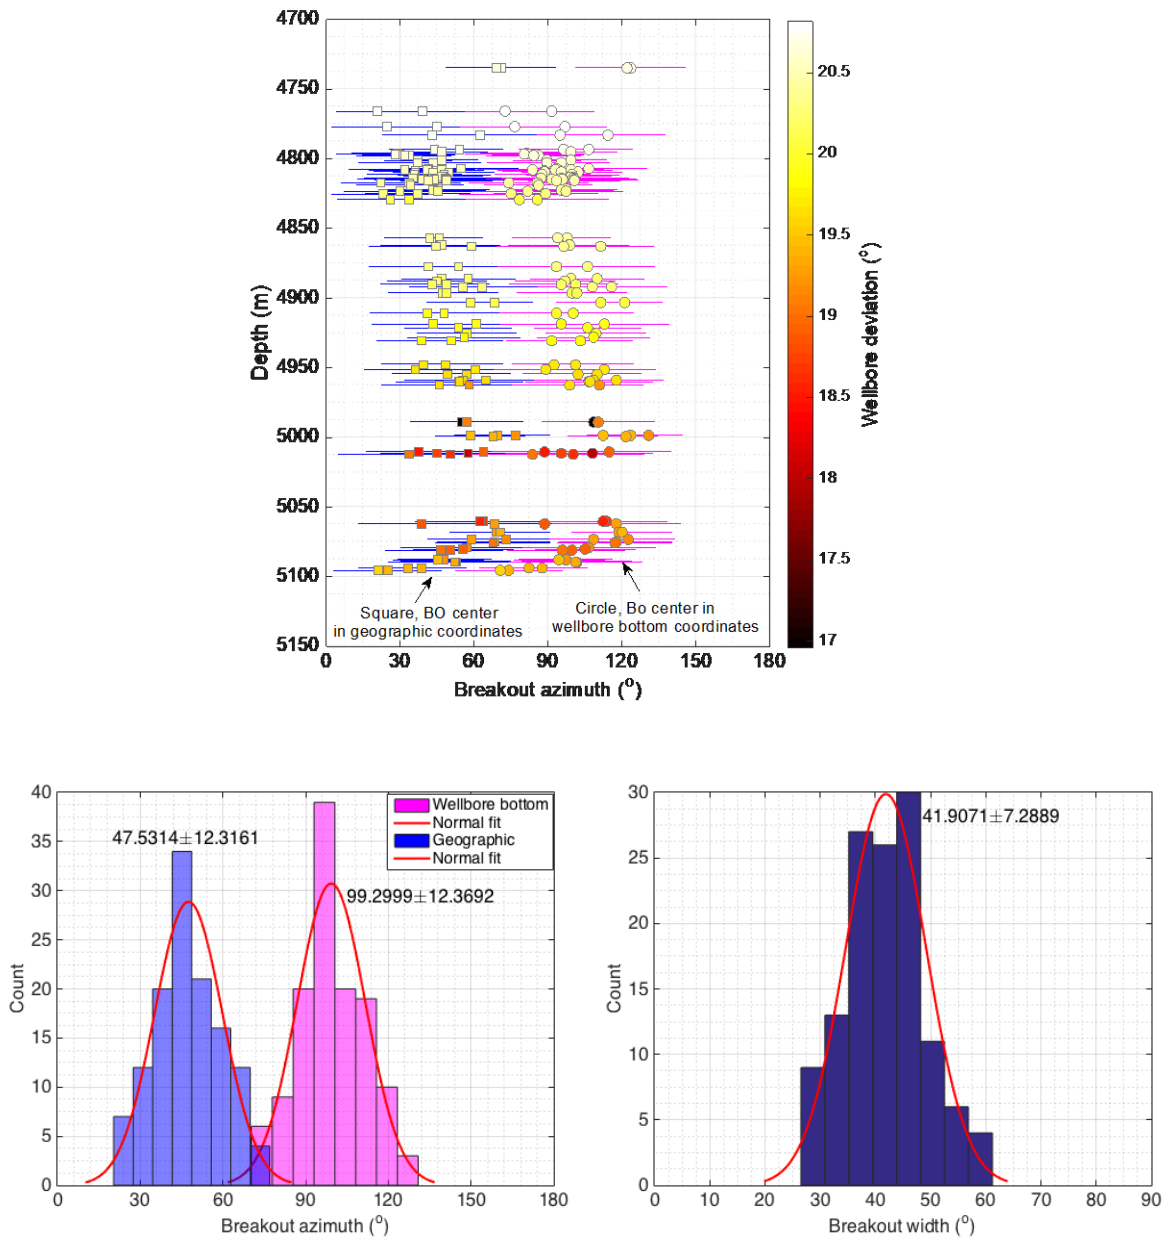 4700
4750
4800
4850
4900
4950
5000
5050
5100
5150
Depth (m)
0 30 60 90 120 150 180
Breakout azimuth (o)
Square, BO center
in geographic coordinates
Circle, Bo center in
wellbore bottom coordinates
20.5
20
19.5
19
18.5
18
17.5
17
Wellbore deviation (o)
40
35
30
25
20
15
10
5
0
Count
0 30 60 90 120 150 180
Breakout azimuth (o)
47.5314±12.3161
99.2999±12.3692
Wellbore bottom
Normal fit
Geographic
Normal fit
30
25
20
15
10
5
0
Count
0 10 20 30 40 50 60 70 80 90
Breakout width (o)
41.9071±7.2889